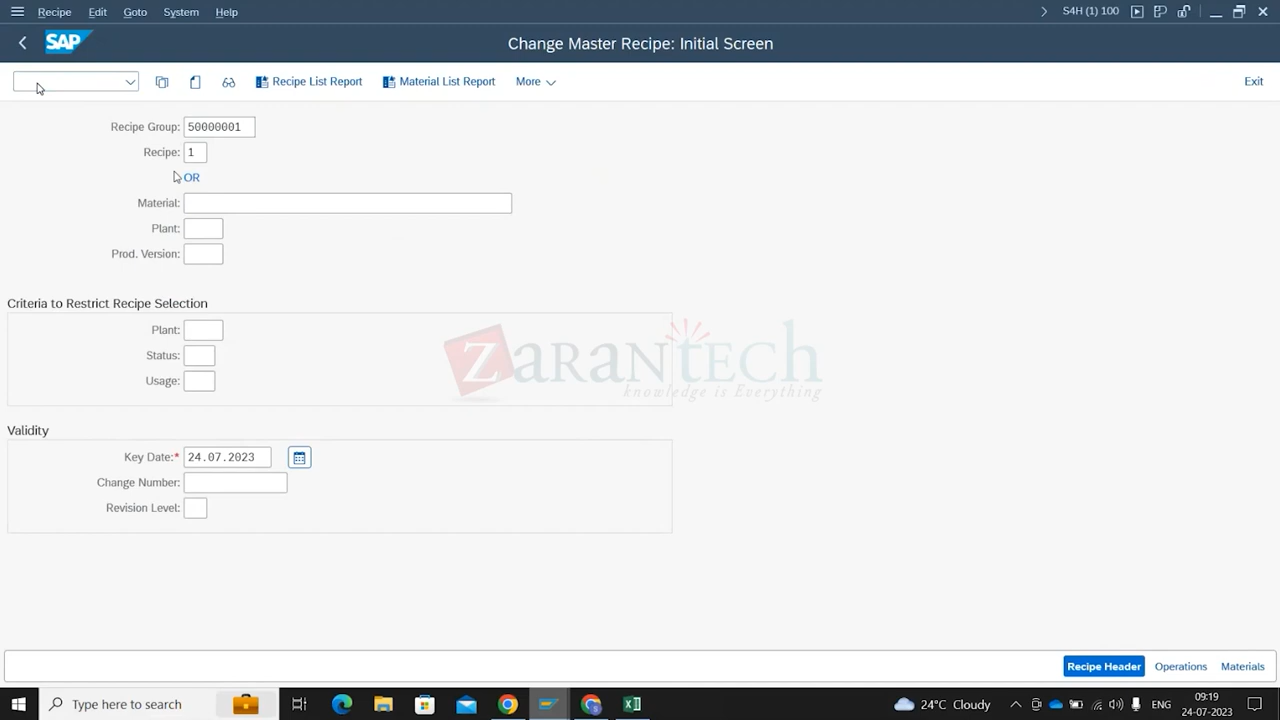 Recipe Edit Goto System Help S4H (1) 100
SAP Change Master Recipe: Initial Screen
Recipe List Report Material List Report More Exit
Recipe Group: 50000001
Recipe: 1
OR
Material:
Plant:
Prod. Version:
Criteria to Restrict Recipe Selection
Plant:
Status:
Usage:
ZARANTECH
knowledge is Everything
Validity
Key Date:* 24.07.2023
Change Number:
Revision Level:
Recipe Header Operations Materials
Type here to search 24°C Cloudy ENG 09:19
24-07-2023